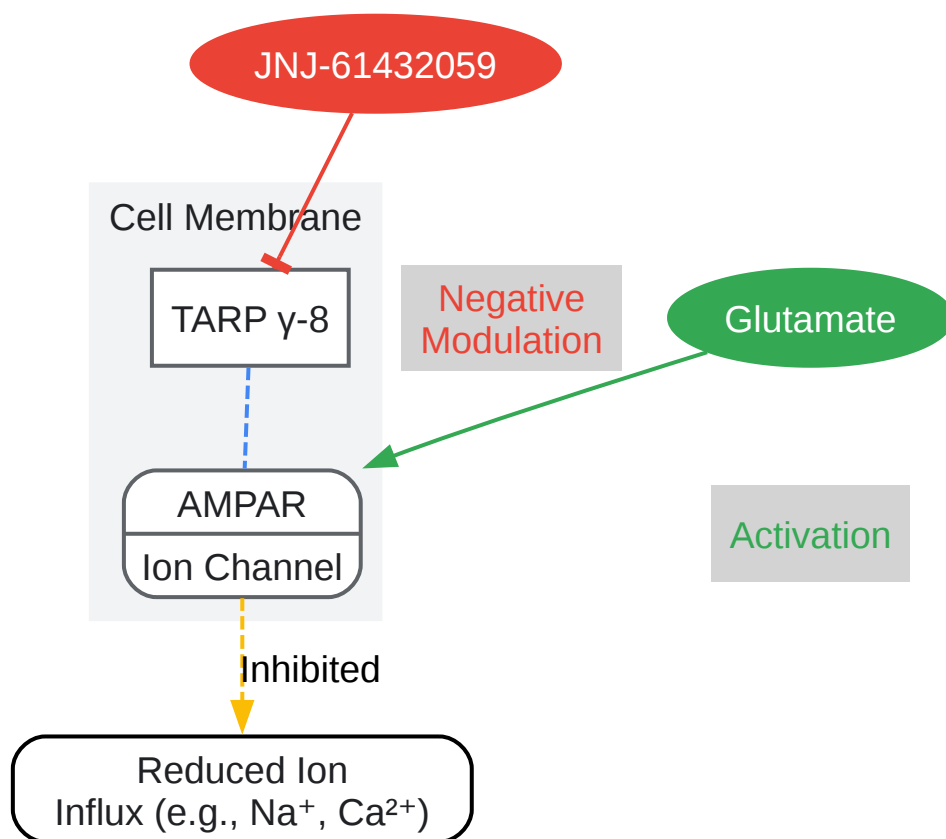 JNJ-61432059
Cell Membrane
TARP γ-8
Negative
Modulation
Glutamate
AMPAR
Ion Channel
Activation
Inhibited
Reduced Ion
Influx (e.g., Na⁺, Ca²⁺)